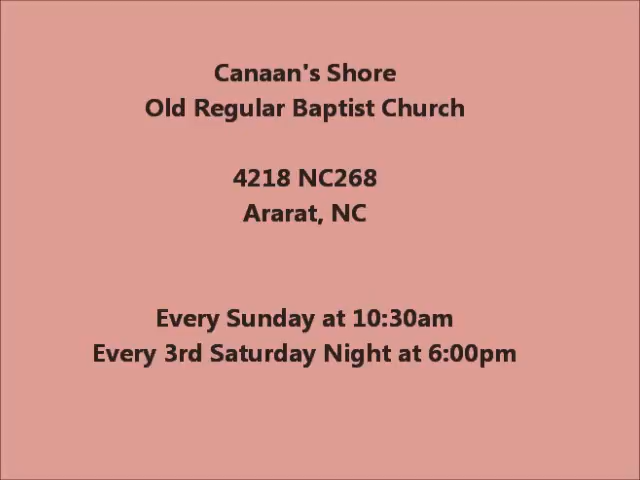 Canaan's Shore
Old Regular Baptist Church
4218 NC268
Ararat, NC
Every Sunday at 10:30am
Every 3rd Saturday Night at 6:00pm